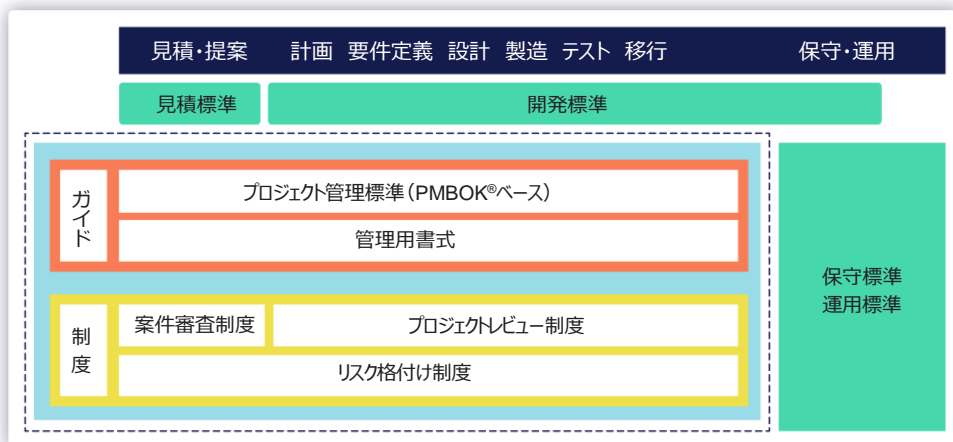 見積・提案 計画 要件定義 設計 製造 テスト 移行 保守・運用
見積標準 開発標準
ガイド
プロジェクト管理標準(PMBOK®ベース)
管理用書式
制度
案件審査制度 プロジェクトレビュー制度
リスク格付け制度
保守標準
運用標準